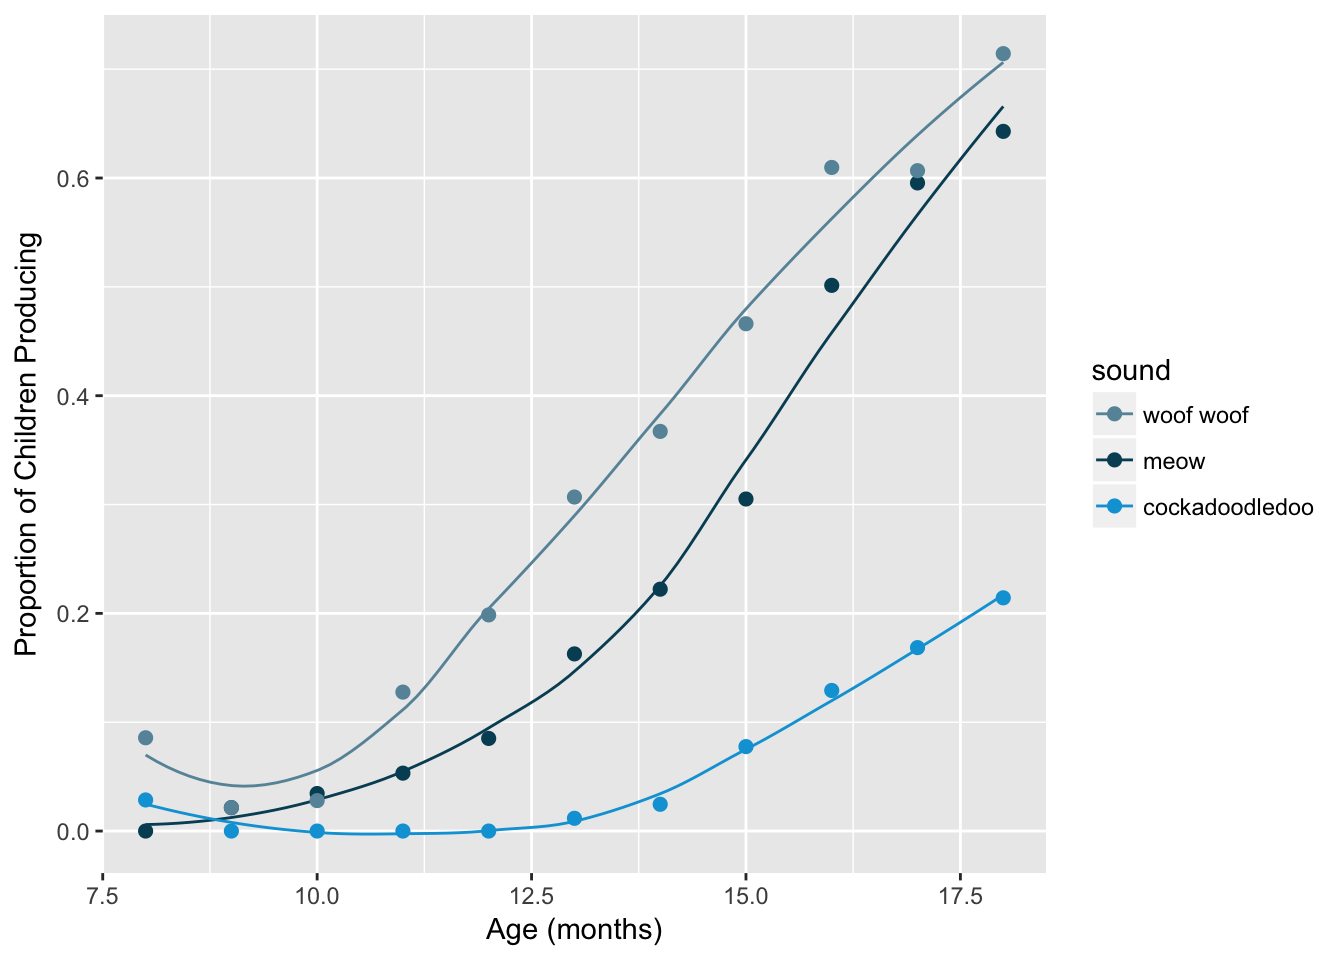 Proportion of Children Producing
0.6
0.4
0.2
0.0
7.5 10.0 12.5 15.0 17.5
Age (months)
sound
woof woof
meow
cockadoodledoo